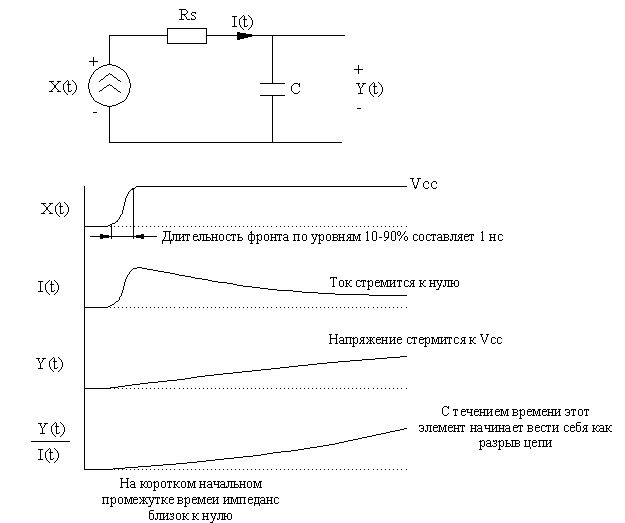 Rs
I(t)
+
X(t)
-
C
+
Y(t)
-
Vcc
X(t)
Длительность фронта по уровням 10-90% составляет 1 нс
I(t)
Ток стремится к нулю
Напряжение стермится к Vcc
Y(t)
Y(t)
I(t)
С течением времени этот
элемент начинает вести себя как
разрыв цепи
На коротком начальном
промежутке времеи импеданс
близок к нулю